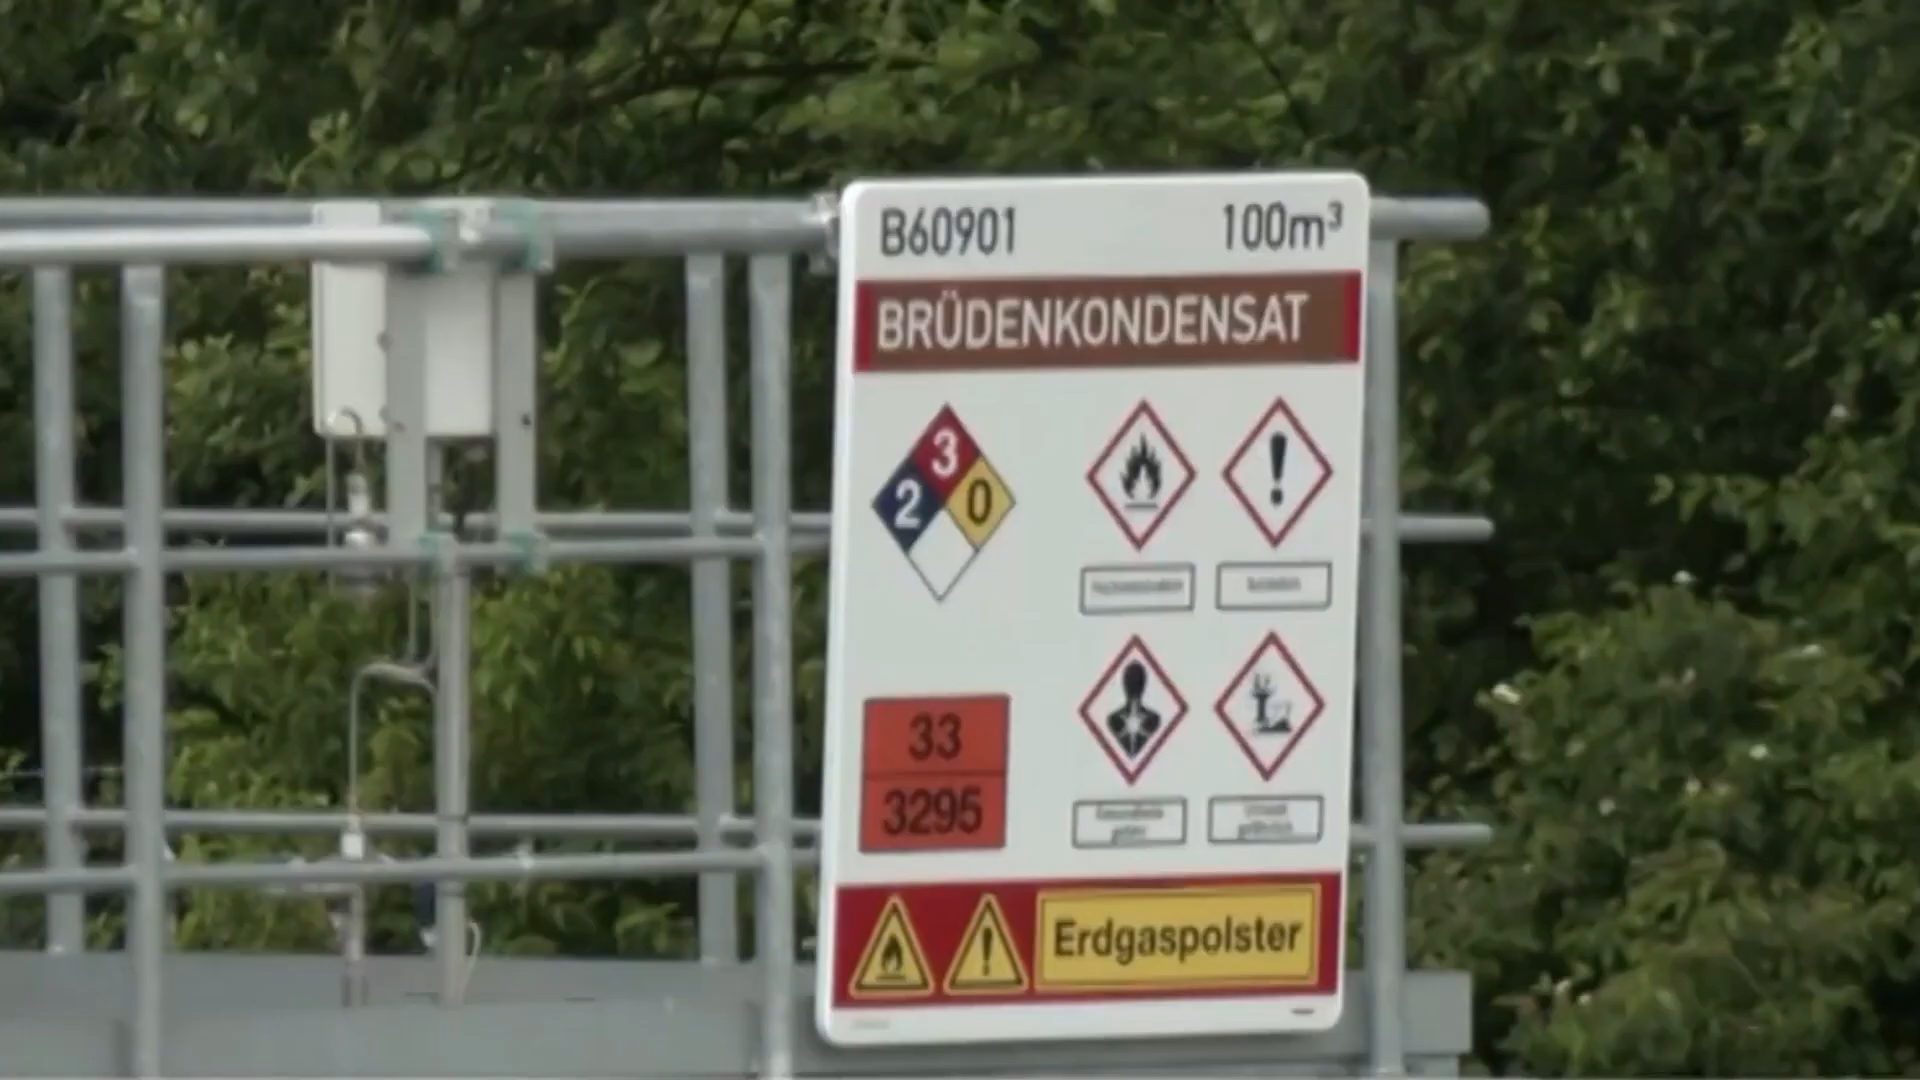 B60901 100m³
BRÜDENKONDENSAT
3
2 0
33
3295
Erdgaspolster